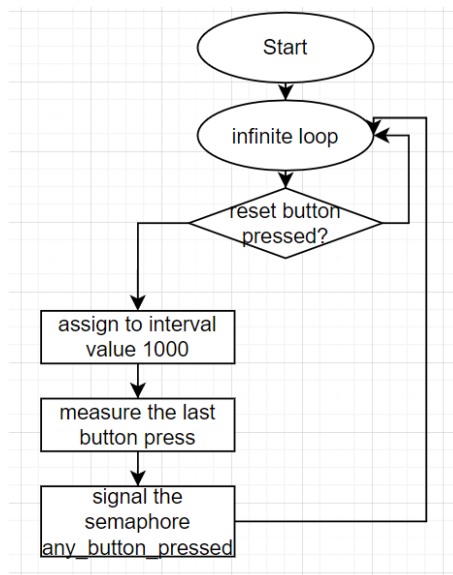 Start
infinite loop
reset button
pressed?
assign to interval
value 1000
measure the last
button press
signal the
semaphore
any_button_pressed